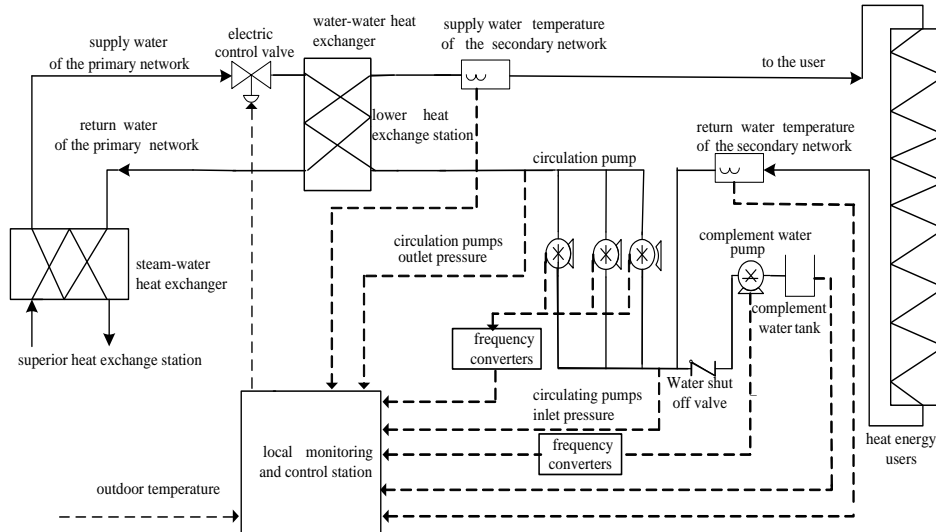 water-water heat
exchanger
electric
control valve
supply water
of the primary network
supply water temperature
of the secondary network
to the user
return water
of the primary network
lower heat
exchange station
return water temperature
of the secondary network
circulation pump
circulation pumps
outlet pressure
complement water
pump
steam-water
heat exchanger
complement
water tank
superior heat exchange station
frequency
converters
Water shut
off valve
circulating pumps
inlet pressure
heat energy
users
frequency
converters
local monitoring
and control station
outdoor temperature